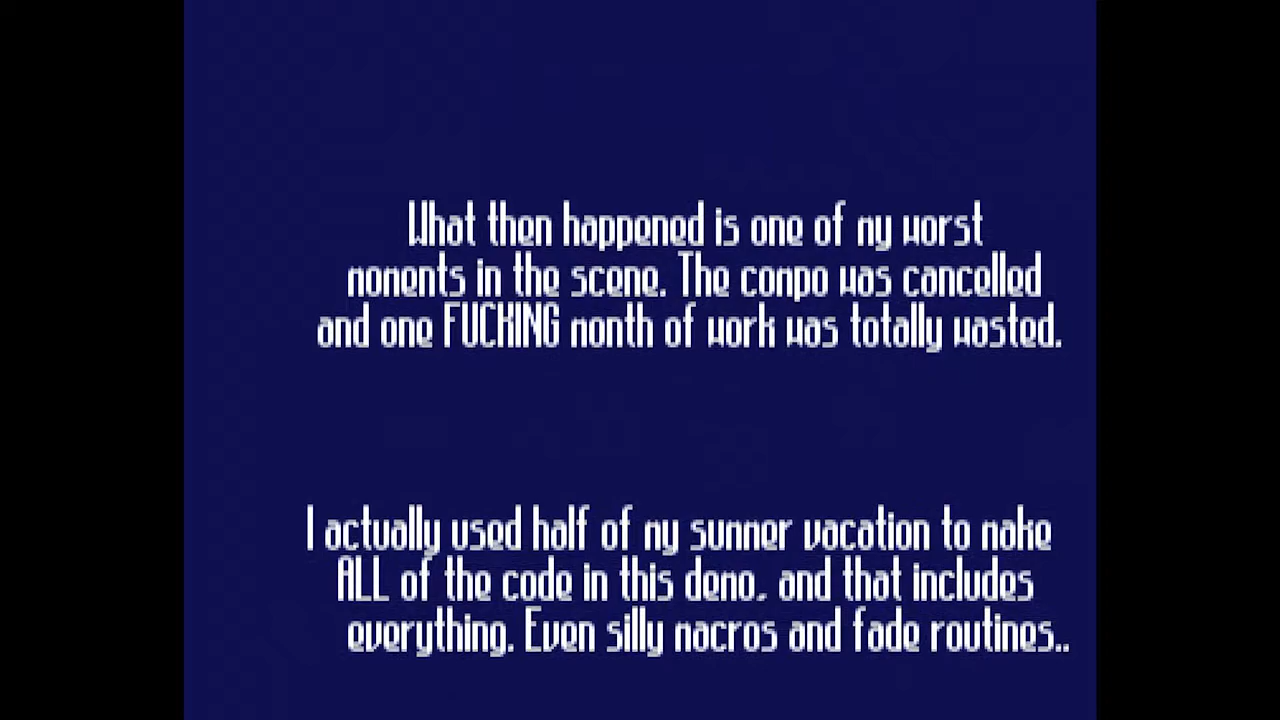 What then happened is one of my worst
moments in the scene. The compo was cancelled
and one FUCKING month of work was totally wasted.
I actually used half of my summer vacation to make
ALL of the code in this demo, and that includes
everything. Even silly macros and fade routines..